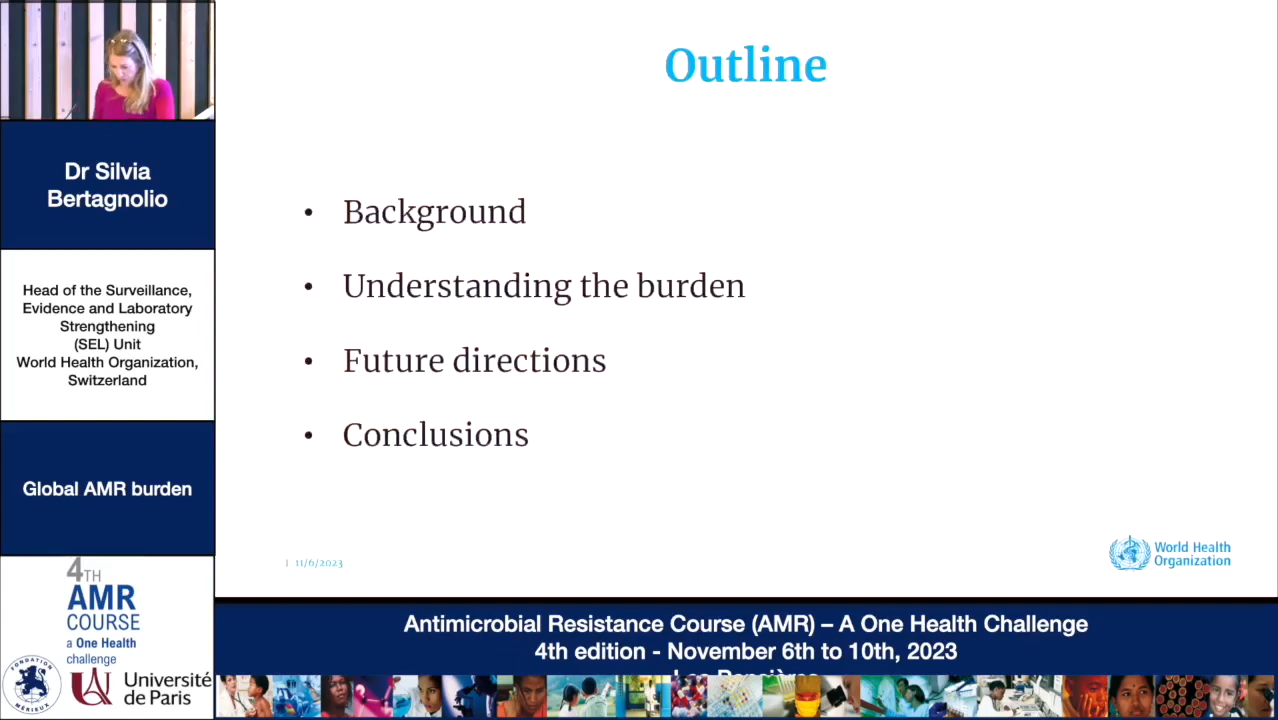 Outline
Dr Silvia
Bertagnolio
Head of the Surveillance,
Evidence and Laboratory
Strengthening
(SEL) Unit
World Health Organization,
Switzerland
Global AMR burden
• Background
• Understanding the burden
• Future directions
• Conclusions
| 11/6/2023
World Health
Organization
4TH
AMR
COURSE
a One Health
challenge
FONDATION
MÉRIEUX
Université
de Paris
Antimicrobial Resistance Course (AMR) – A One Health Challenge
4th edition - November 6th to 10th, 2023